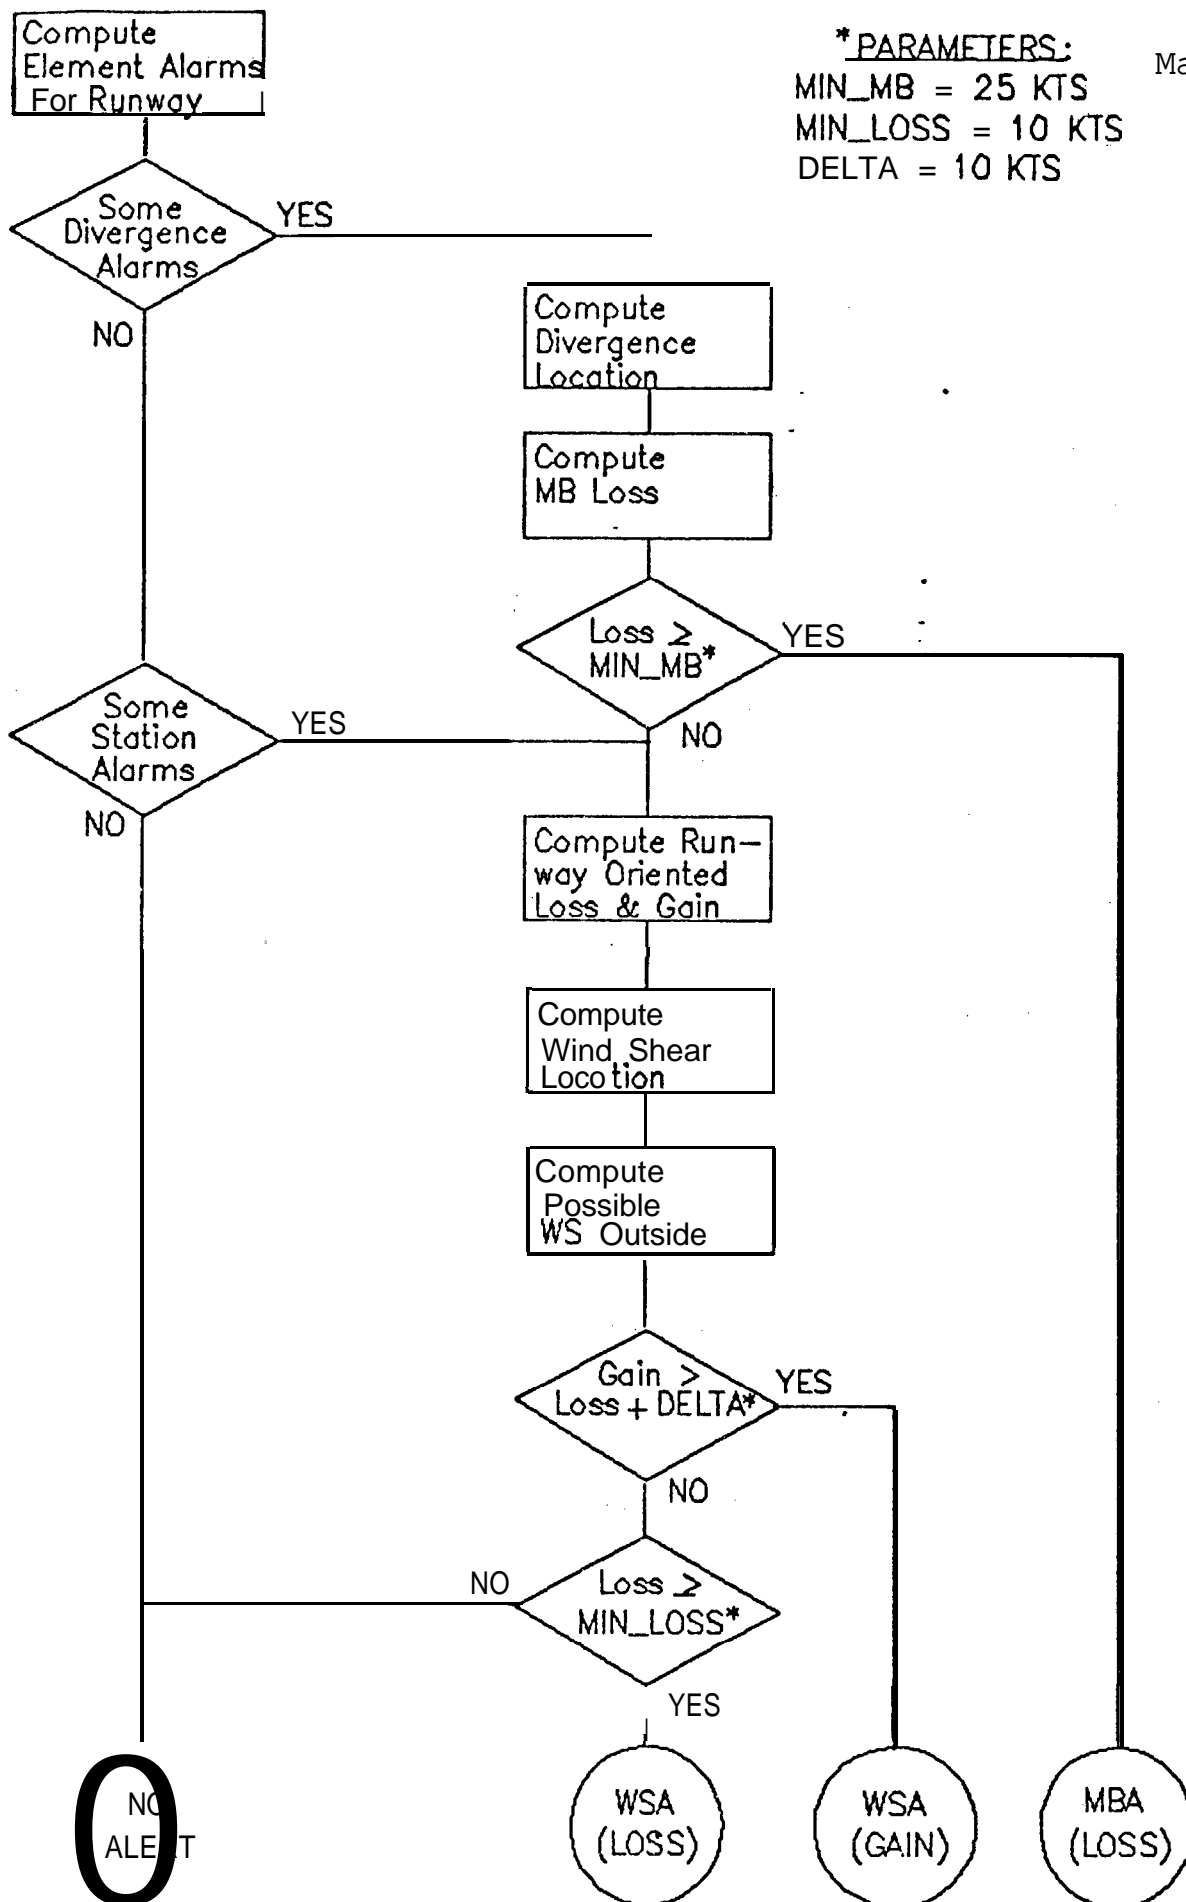 Compute
Element Alarms
For Runway
* PARAMETERS:
MIN_MB = 25 KTS
MIN_LOSS = 10 KTS
DELTA = 10 KTS
Some
Divergence
Alarms
YES
NO
Compute
Divergence
Location
Compute
MB Loss
Loss ≥
MIN_MB*
YES
NO
Some
Station
Alarms
YES
NO
Compute Run-
way Oriented
Loss & Gain
Compute
Wind Shear
Locotion
Compute
Possible
WS Outside
Gain >
Loss + DELTA*
YES
NO
Loss ≥
MIN_LOSS*
NO
YES
NO
ALERT
WSA
(LOSS)
WSA
(GAIN)
MBA
(LOSS)